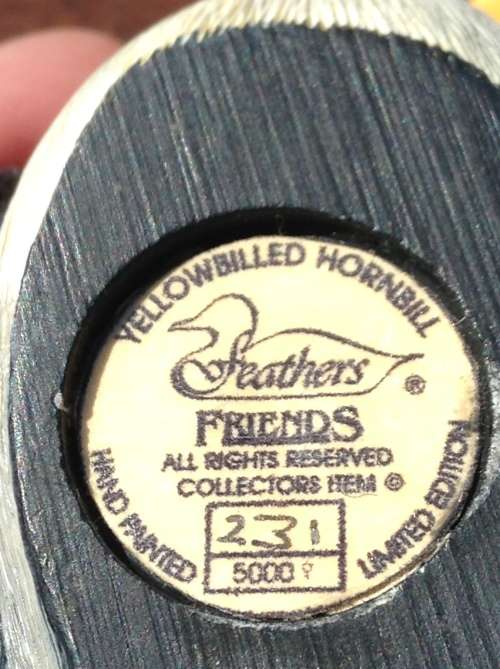 YELLOWBILLED HORNBILL
Feathers ®
FRIENDS
ALL RIGHTS RESERVED
COLLECTORS ITEM ©
HAND PAINTED
231
5000
LIMITED EDITION